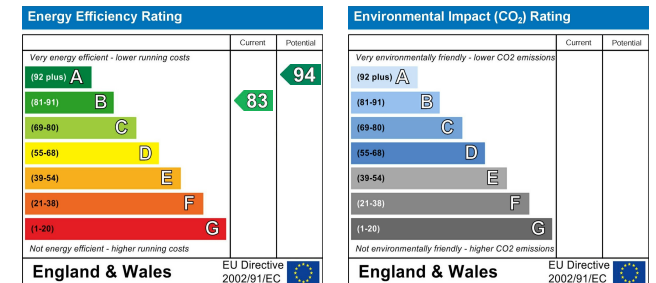 Energy Efficiency Rating
Current Potential
Very energy efficient - lower running costs
(92 plus) A
94
(81-91) B
83
(69-80) C
(55-68) D
(39-54) E
(21-38) F
(1-20) G
Not energy efficient - higher running costs
England & Wales
EU Directive
2002/91/EC
Environmental Impact (CO₂) Rating
Current Potential
Very environmentally friendly - lower CO2 emissions
(92 plus) A
(81-91) B
(69-80) C
(55-68) D
(39-54) E
(21-38) F
(1-20) G
Not environmentally friendly - higher CO2 emissions
England & Wales
EU Directive
2002/91/EC